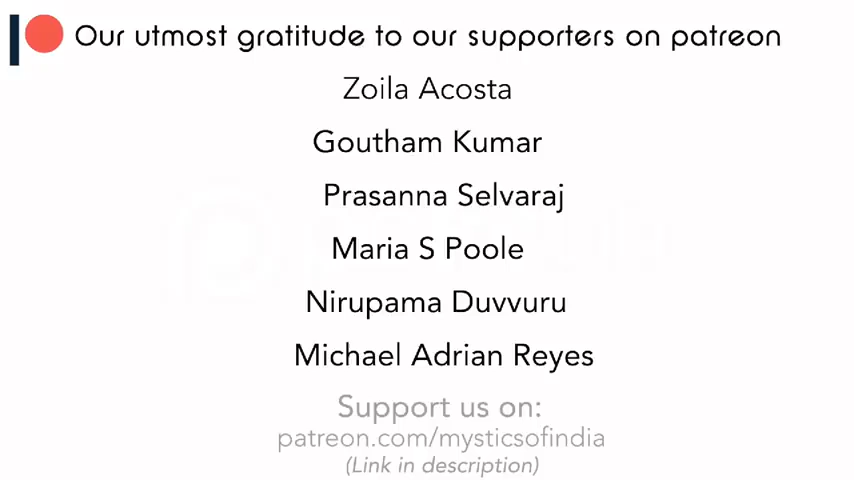 Our utmost gratitude to our supporters on patreon
Zoila Acosta
Goutham Kumar
Prasanna Selvaraj
Maria S Poole
Nirupama Duvvuru
Michael Adrian Reyes
Support us on:
patreon.com/mysticsofindia
(Link in description)